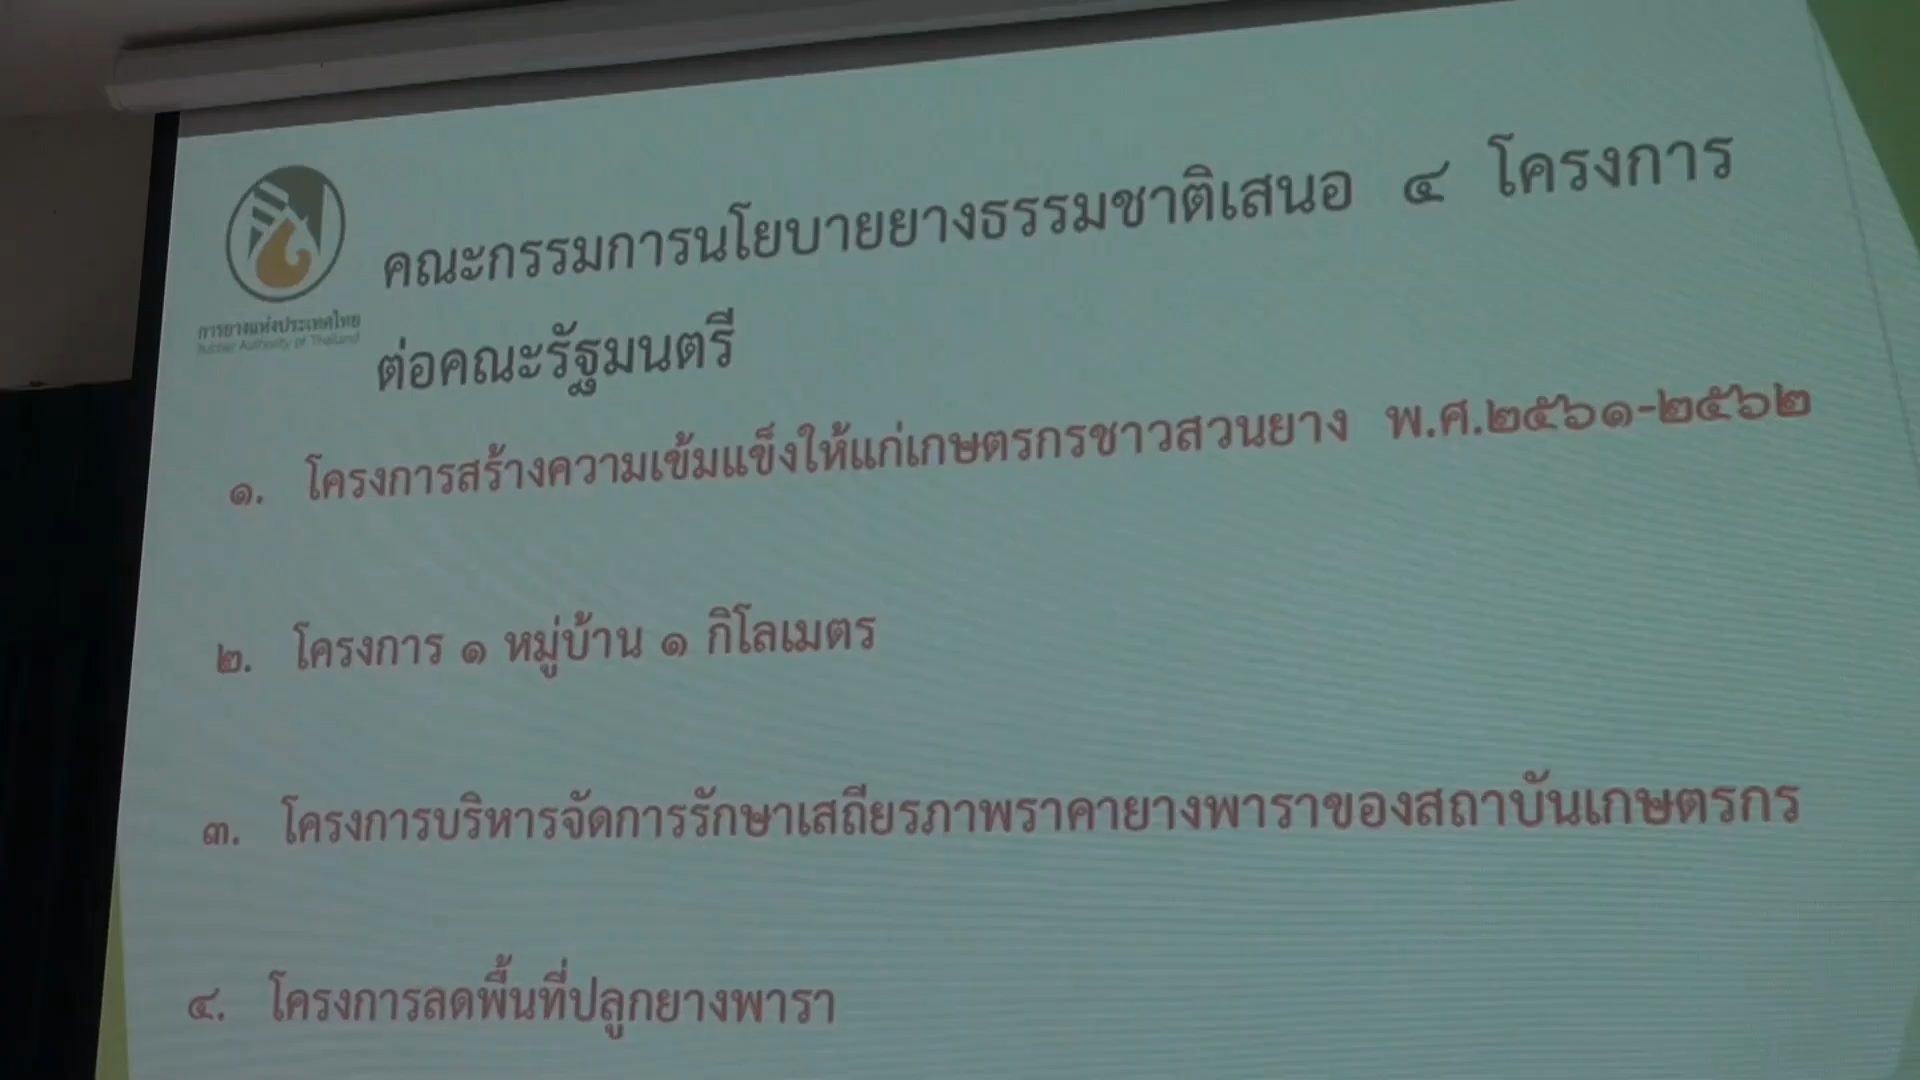 คณะกรรมการนโยบายยางธรรมชาติเสนอ ๔ โครงการ
ต่อคณะรัฐมนตรี
การยางแห่งประเทศไทย
Rubber Authority of Thailand
๑. โครงการสร้างความเข้มแข็งให้แก่เกษตรกรชาวสวนยาง พ.ศ.๒๕๖๑-๒๕๖๒
๒. โครงการ ๑ หมู่บ้าน ๑ กิโลเมตร
๓. โครงการบริหารจัดการรักษาเสถียรภาพราคายางพาราของสถาบันเกษตรกร
๔. โครงการลดพื้นที่ปลูกยางพารา